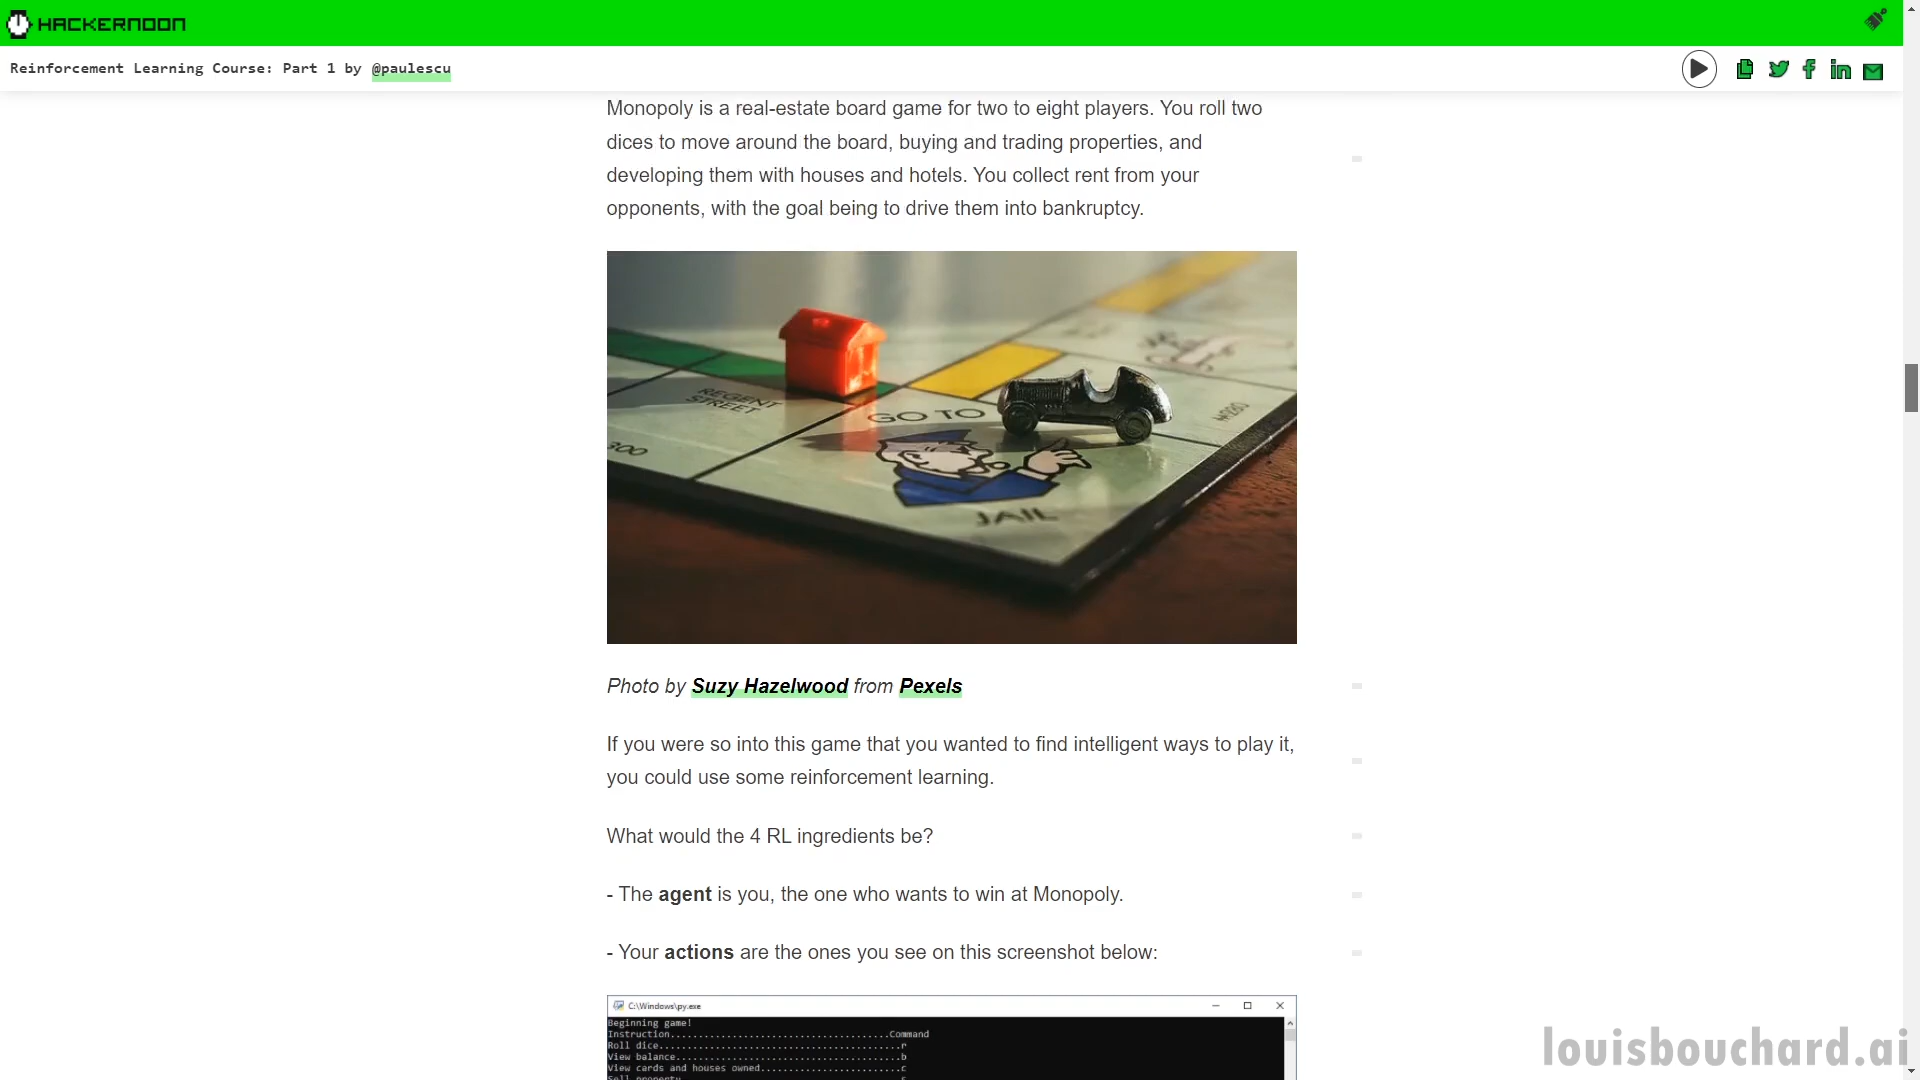 HACKERNOON
Reinforcement Learning Course: Part 1 by @paulescu
Monopoly is a real-estate board game for two to eight players. You roll two
dices to move around the board, buying and trading properties, and
developing them with houses and hotels. You collect rent from your
opponents, with the goal being to drive them into bankruptcy.
REGENT
STREET
GO TO
JAIL
Photo by Suzy Hazelwood from Pexels
If you were so into this game that you wanted to find intelligent ways to play it,
you could use some reinforcement learning.
What would the 4 RL ingredients be?
- The agent is you, the one who wants to win at Monopoly.
- Your actions are the ones you see on this screenshot below:
C:\Windows\py.exe
Beginning game!
Instruction........................................Command
Roll dice............................................r
View balance.........................................b
View cards and houses owned..........................c
louisbouchard.ai